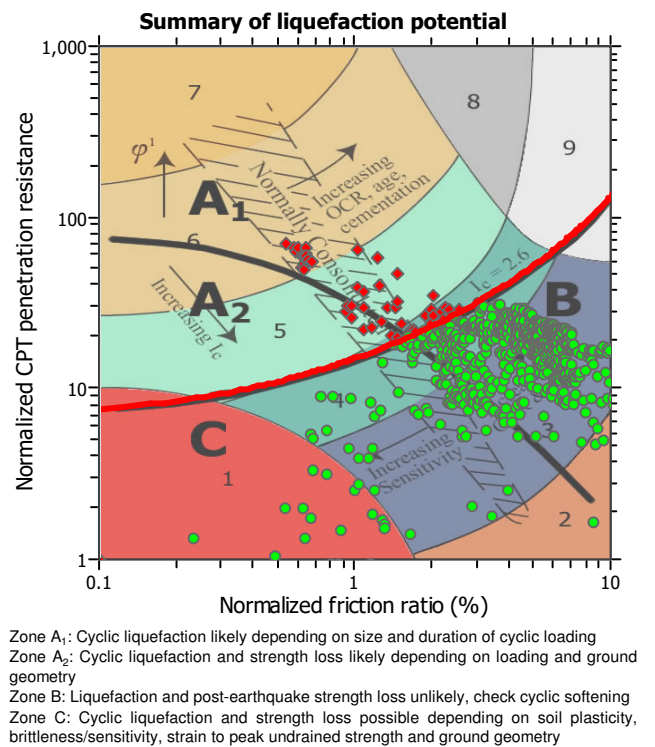 Summary of liquefaction potential
1,000
100
10
1
0.1
1
10
Normalized CPT penetration resistance
Normalized friction ratio (%)
7
8
9
φ¹
A₁
Normally Consond
Increasing
OCR, age,
cementation
6
A₂
Increasing Ic
5
Ic = 2.6
B
4
3
C
1
Increasing
Sensitivity
2
Zone A₁: Cyclic liquefaction likely depending on size and duration of cyclic loading
Zone A₂: Cyclic liquefaction and strength loss likely depending on loading and ground
geometry
Zone B: Liquefaction and post-earthquake strength loss unlikely, check cyclic softening
Zone C: Cyclic liquefaction and strength loss possible depending on soil plasticity,
brittleness/sensitivity, strain to peak undrained strength and ground geometry